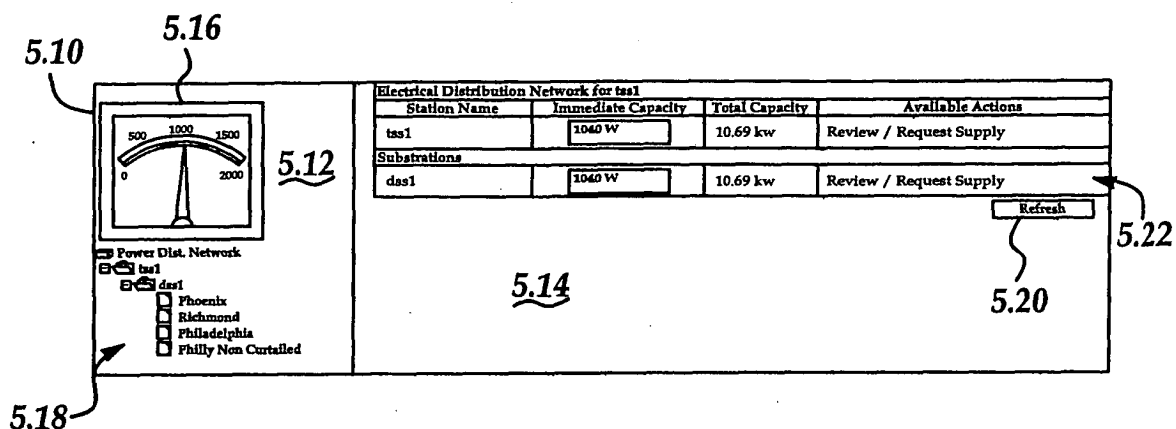 5.16
5.10
500 1000 1500
0 2000
5.12
Power Dist. Network
tss1
dss1
Phoenix
Richmond
Philadelphia
Philly Non Curtailed
5.18
Electrical Distribution Network for tss1
Station Name Immediate Capacity Total Capacity Available Actions
tss1 1040 W 10.69 kw Review / Request Supply
Substrations
dss1 1040 W 10.69 kw Review / Request Supply
Refresh
5.22
5.20
5.14